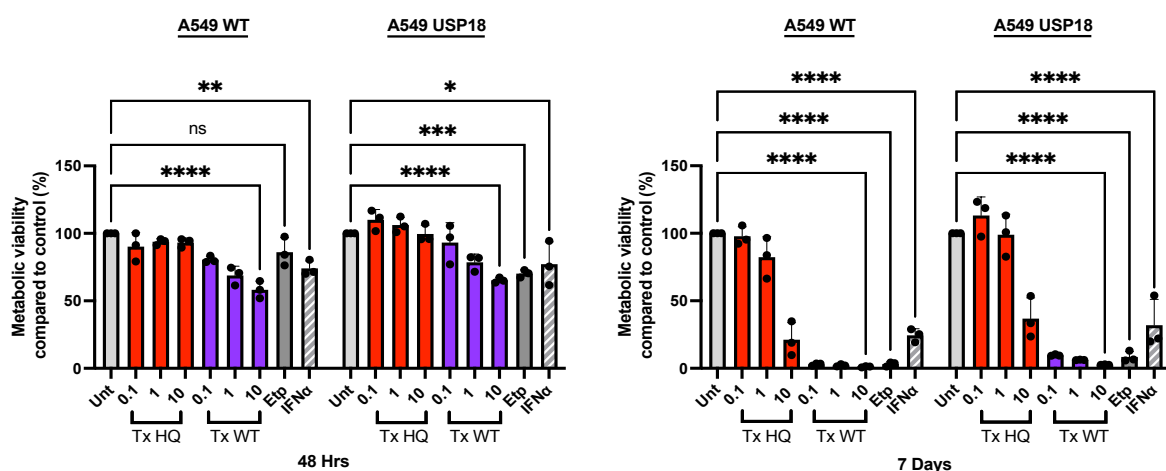 A549 WT
A549 USP18
**
*
ns
***
****
****
Metabolic viability
compared to control (%)
150
100
50
0
Unt
0.1
1
10
0.1
1
10
Etp
IFNα
Unt
0.1
1
10
0.1
1
10
Etp
IFNα
Tx HQ
Tx WT
Tx HQ
Tx WT
48 Hrs
A549 WT
A549 USP18
****
****
****
****
****
****
Metabolic viability
compared to control (%)
150
100
50
0
Unt
0.1
1
10
0.1
1
10
Etp
IFNα
Unt
0.1
1
10
0.1
1
10
Etp
IFNα
Tx HQ
Tx WT
Tx HQ
Tx WT
7 Days